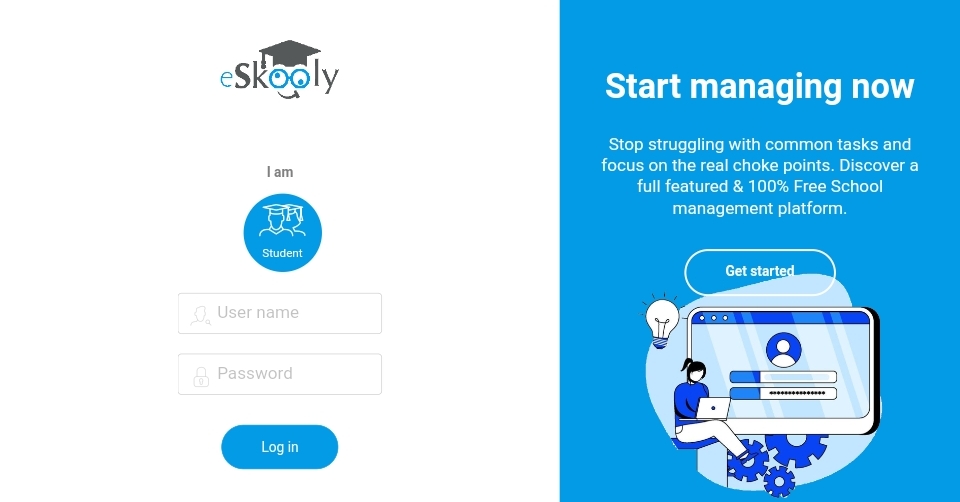 eSkooly
I am
Student
User name
Password
Log in
Start managing now
Stop struggling with common tasks and
focus on the real choke points. Discover a
full featured & 100% Free School
management platform.
Get started